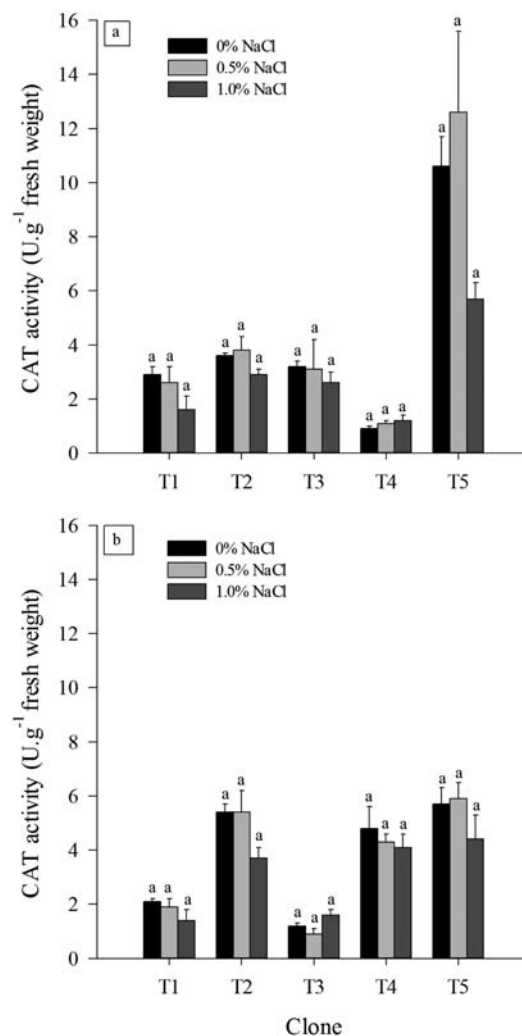 a
0% NaCl
0.5% NaCl
1.0% NaCl
CAT activity (U.g⁻¹ fresh weight)
16
14
12
10
8
6
4
2
0
a a a
a a a
a a a
a a a
a a a
T1 T2 T3 T4 T5
b
0% NaCl
0.5% NaCl
1.0% NaCl
CAT activity (U.g⁻¹ fresh weight)
16
14
12
10
8
6
4
2
0
a a a
a a a
a a a
a a a
a a a
T1 T2 T3 T4 T5
Clone